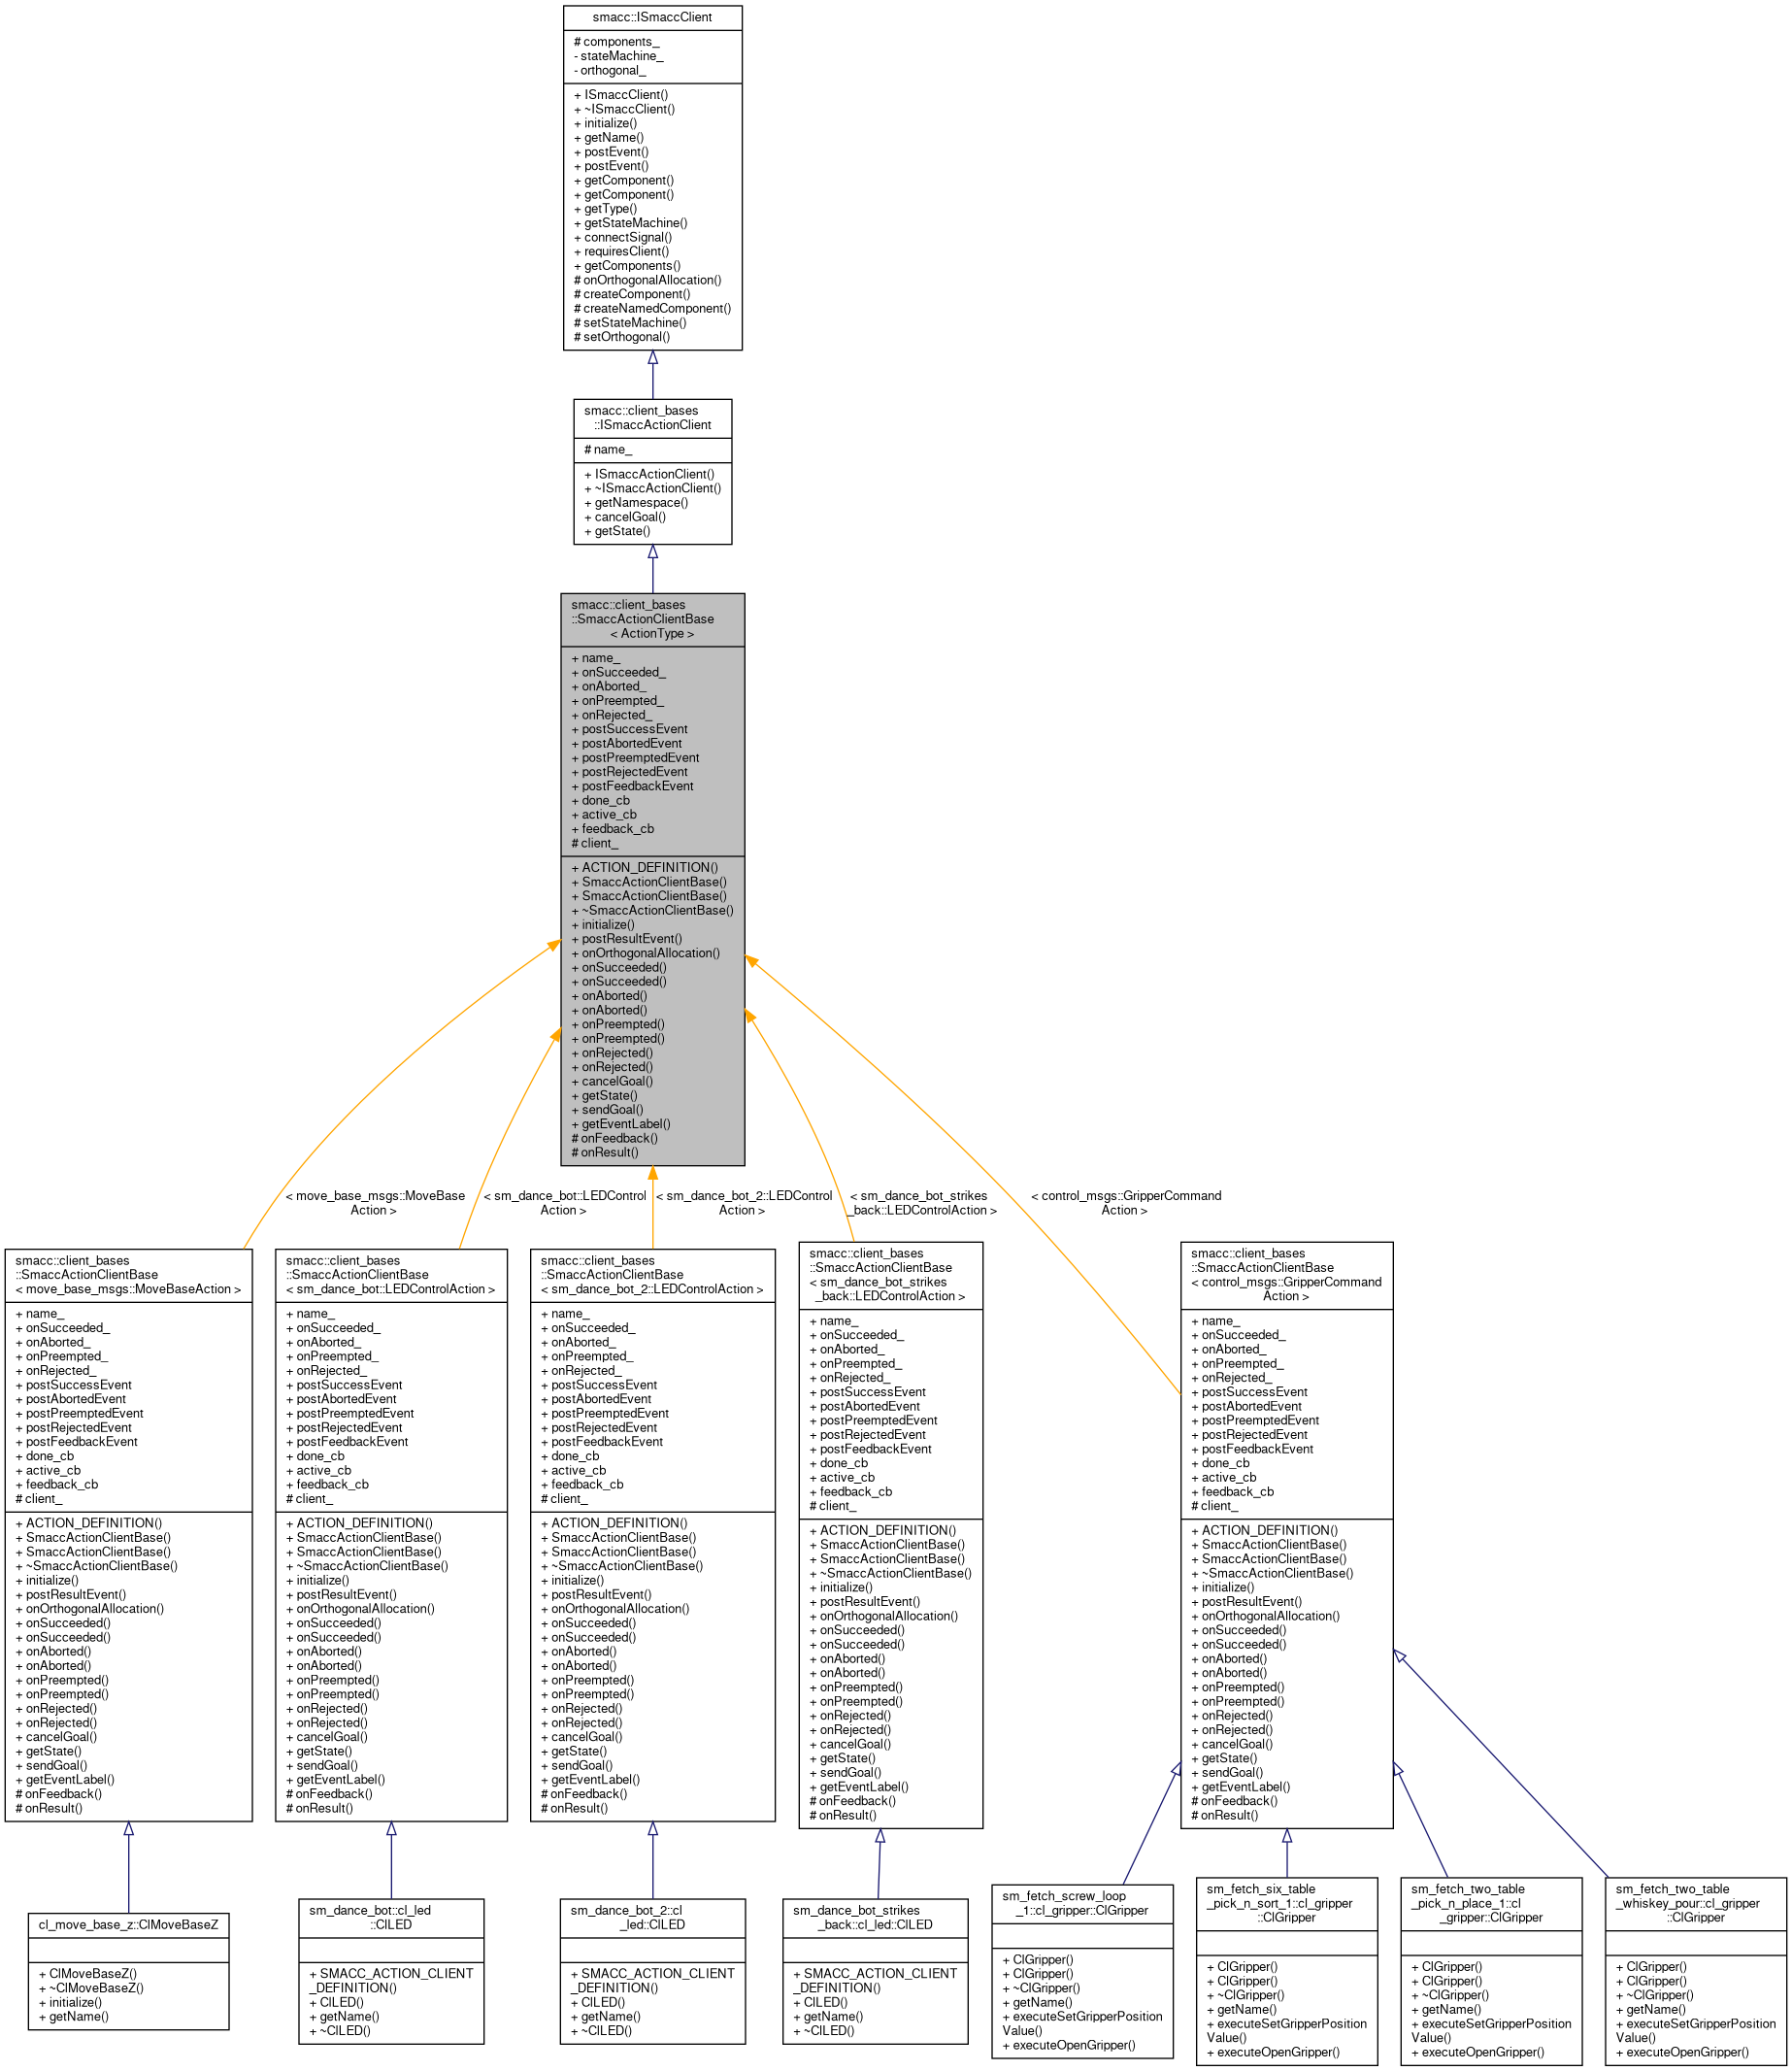 smacc::ISmaccClient
# components_
- stateMachine_
- orthogonal_
+ ISmaccClient()
+ ~ISmaccClient()
+ initialize()
+ getName()
+ postEvent()
+ postEvent()
+ getComponent()
+ getComponent()
+ getType()
+ getStateMachine()
+ connectSignal()
+ requiresClient()
+ getComponents()
# onOrthogonalAllocation()
# createComponent()
# createNamedComponent()
# setStateMachine()
# setOrthogonal()
smacc::client_bases
::ISmaccActionClient
# name_
+ ISmaccActionClient()
+ ~ISmaccActionClient()
+ getNamespace()
+ cancelGoal()
+ getState()
smacc::client_bases
::SmaccActionClientBase
< ActionType >
+ name_
+ onSucceeded_
+ onAborted_
+ onPreempted_
+ onRejected_
+ postSuccessEvent
+ postAbortedEvent
+ postPreemptedEvent
+ postRejectedEvent
+ postFeedbackEvent
+ done_cb
+ active_cb
+ feedback_cb
# client_
+ ACTION_DEFINITION()
+ SmaccActionClientBase()
+ SmaccActionClientBase()
+ ~SmaccActionClientBase()
+ initialize()
+ postResultEvent()
+ onOrthogonalAllocation()
+ onSucceeded()
+ onSucceeded()
+ onAborted()
+ onAborted()
+ onPreempted()
+ onPreempted()
+ onRejected()
+ onRejected()
+ cancelGoal()
+ getState()
+ sendGoal()
+ getEventLabel()
# onFeedback()
# onResult()
< move_base_msgs::MoveBase
Action >
< sm_dance_bot::LEDControl
Action >
< sm_dance_bot_2::LEDControl
Action >
< sm_dance_bot_strikes
_back::LEDControlAction >
< control_msgs::GripperCommand
Action >
smacc::client_bases
::SmaccActionClientBase
< move_base_msgs::MoveBaseAction >
+ name_
+ onSucceeded_
+ onAborted_
+ onPreempted_
+ onRejected_
+ postSuccessEvent
+ postAbortedEvent
+ postPreemptedEvent
+ postRejectedEvent
+ postFeedbackEvent
+ done_cb
+ active_cb
+ feedback_cb
# client_
+ ACTION_DEFINITION()
+ SmaccActionClientBase()
+ SmaccActionClientBase()
+ ~SmaccActionClientBase()
+ initialize()
+ postResultEvent()
+ onOrthogonalAllocation()
+ onSucceeded()
+ onSucceeded()
+ onAborted()
+ onAborted()
+ onPreempted()
+ onPreempted()
+ onRejected()
+ onRejected()
+ cancelGoal()
+ getState()
+ sendGoal()
+ getEventLabel()
# onFeedback()
# onResult()
smacc::client_bases
::SmaccActionClientBase
< sm_dance_bot::LEDControlAction >
+ name_
+ onSucceeded_
+ onAborted_
+ onPreempted_
+ onRejected_
+ postSuccessEvent
+ postAbortedEvent
+ postPreemptedEvent
+ postRejectedEvent
+ postFeedbackEvent
+ done_cb
+ active_cb
+ feedback_cb
# client_
+ ACTION_DEFINITION()
+ SmaccActionClientBase()
+ SmaccActionClientBase()
+ ~SmaccActionClientBase()
+ initialize()
+ postResultEvent()
+ onOrthogonalAllocation()
+ onSucceeded()
+ onSucceeded()
+ onAborted()
+ onAborted()
+ onPreempted()
+ onPreempted()
+ onRejected()
+ onRejected()
+ cancelGoal()
+ getState()
+ sendGoal()
+ getEventLabel()
# onFeedback()
# onResult()
smacc::client_bases
::SmaccActionClientBase
< sm_dance_bot_2::LEDControlAction >
+ name_
+ onSucceeded_
+ onAborted_
+ onPreempted_
+ onRejected_
+ postSuccessEvent
+ postAbortedEvent
+ postPreemptedEvent
+ postRejectedEvent
+ postFeedbackEvent
+ done_cb
+ active_cb
+ feedback_cb
# client_
+ ACTION_DEFINITION()
+ SmaccActionClientBase()
+ SmaccActionClientBase()
+ ~SmaccActionClientBase()
+ initialize()
+ postResultEvent()
+ onOrthogonalAllocation()
+ onSucceeded()
+ onSucceeded()
+ onAborted()
+ onAborted()
+ onPreempted()
+ onPreempted()
+ onRejected()
+ onRejected()
+ cancelGoal()
+ getState()
+ sendGoal()
+ getEventLabel()
# onFeedback()
# onResult()
smacc::client_bases
::SmaccActionClientBase
< sm_dance_bot_strikes
_back::LEDControlAction >
+ name_
+ onSucceeded_
+ onAborted_
+ onPreempted_
+ onRejected_
+ postSuccessEvent
+ postAbortedEvent
+ postPreemptedEvent
+ postRejectedEvent
+ postFeedbackEvent
+ done_cb
+ active_cb
+ feedback_cb
# client_
+ ACTION_DEFINITION()
+ SmaccActionClientBase()
+ SmaccActionClientBase()
+ ~SmaccActionClientBase()
+ initialize()
+ postResultEvent()
+ onOrthogonalAllocation()
+ onSucceeded()
+ onSucceeded()
+ onAborted()
+ onAborted()
+ onPreempted()
+ onPreempted()
+ onRejected()
+ onRejected()
+ cancelGoal()
+ getState()
+ sendGoal()
+ getEventLabel()
# onFeedback()
# onResult()
smacc::client_bases
::SmaccActionClientBase
< control_msgs::GripperCommand
Action >
+ name_
+ onSucceeded_
+ onAborted_
+ onPreempted_
+ onRejected_
+ postSuccessEvent
+ postAbortedEvent
+ postPreemptedEvent
+ postRejectedEvent
+ postFeedbackEvent
+ done_cb
+ active_cb
+ feedback_cb
# client_
+ ACTION_DEFINITION()
+ SmaccActionClientBase()
+ SmaccActionClientBase()
+ ~SmaccActionClientBase()
+ initialize()
+ postResultEvent()
+ onOrthogonalAllocation()
+ onSucceeded()
+ onSucceeded()
+ onAborted()
+ onAborted()
+ onPreempted()
+ onPreempted()
+ onRejected()
+ onRejected()
+ cancelGoal()
+ getState()
+ sendGoal()
+ getEventLabel()
# onFeedback()
# onResult()
cl_move_base_z::ClMoveBaseZ
+ ClMoveBaseZ()
+ ~ClMoveBaseZ()
+ initialize()
+ getName()
sm_dance_bot::cl_led
::ClLED
+ SMACC_ACTION_CLIENT
_DEFINITION()
+ ClLED()
+ getName()
+ ~ClLED()
sm_dance_bot_2::cl
_led::ClLED
+ SMACC_ACTION_CLIENT
_DEFINITION()
+ ClLED()
+ getName()
+ ~ClLED()
sm_dance_bot_strikes
_back::cl_led::ClLED
+ SMACC_ACTION_CLIENT
_DEFINITION()
+ ClLED()
+ getName()
+ ~ClLED()
sm_fetch_screw_loop
_1::cl_gripper::ClGripper
+ ClGripper()
+ ClGripper()
+ ~ClGripper()
+ getName()
+ executeSetGripperPosition
Value()
+ executeOpenGripper()
sm_fetch_six_table
_pick_n_sort_1::cl_gripper
::ClGripper
+ ClGripper()
+ ClGripper()
+ ~ClGripper()
+ getName()
+ executeSetGripperPosition
Value()
+ executeOpenGripper()
sm_fetch_two_table
_pick_n_place_1::cl
_gripper::ClGripper
+ ClGripper()
+ ClGripper()
+ ~ClGripper()
+ getName()
+ executeSetGripperPosition
Value()
+ executeOpenGripper()
sm_fetch_two_table
_whiskey_pour::cl_gripper
::ClGripper
+ ClGripper()
+ ClGripper()
+ ~ClGripper()
+ getName()
+ executeSetGripperPosition
Value()
+ executeOpenGripper()